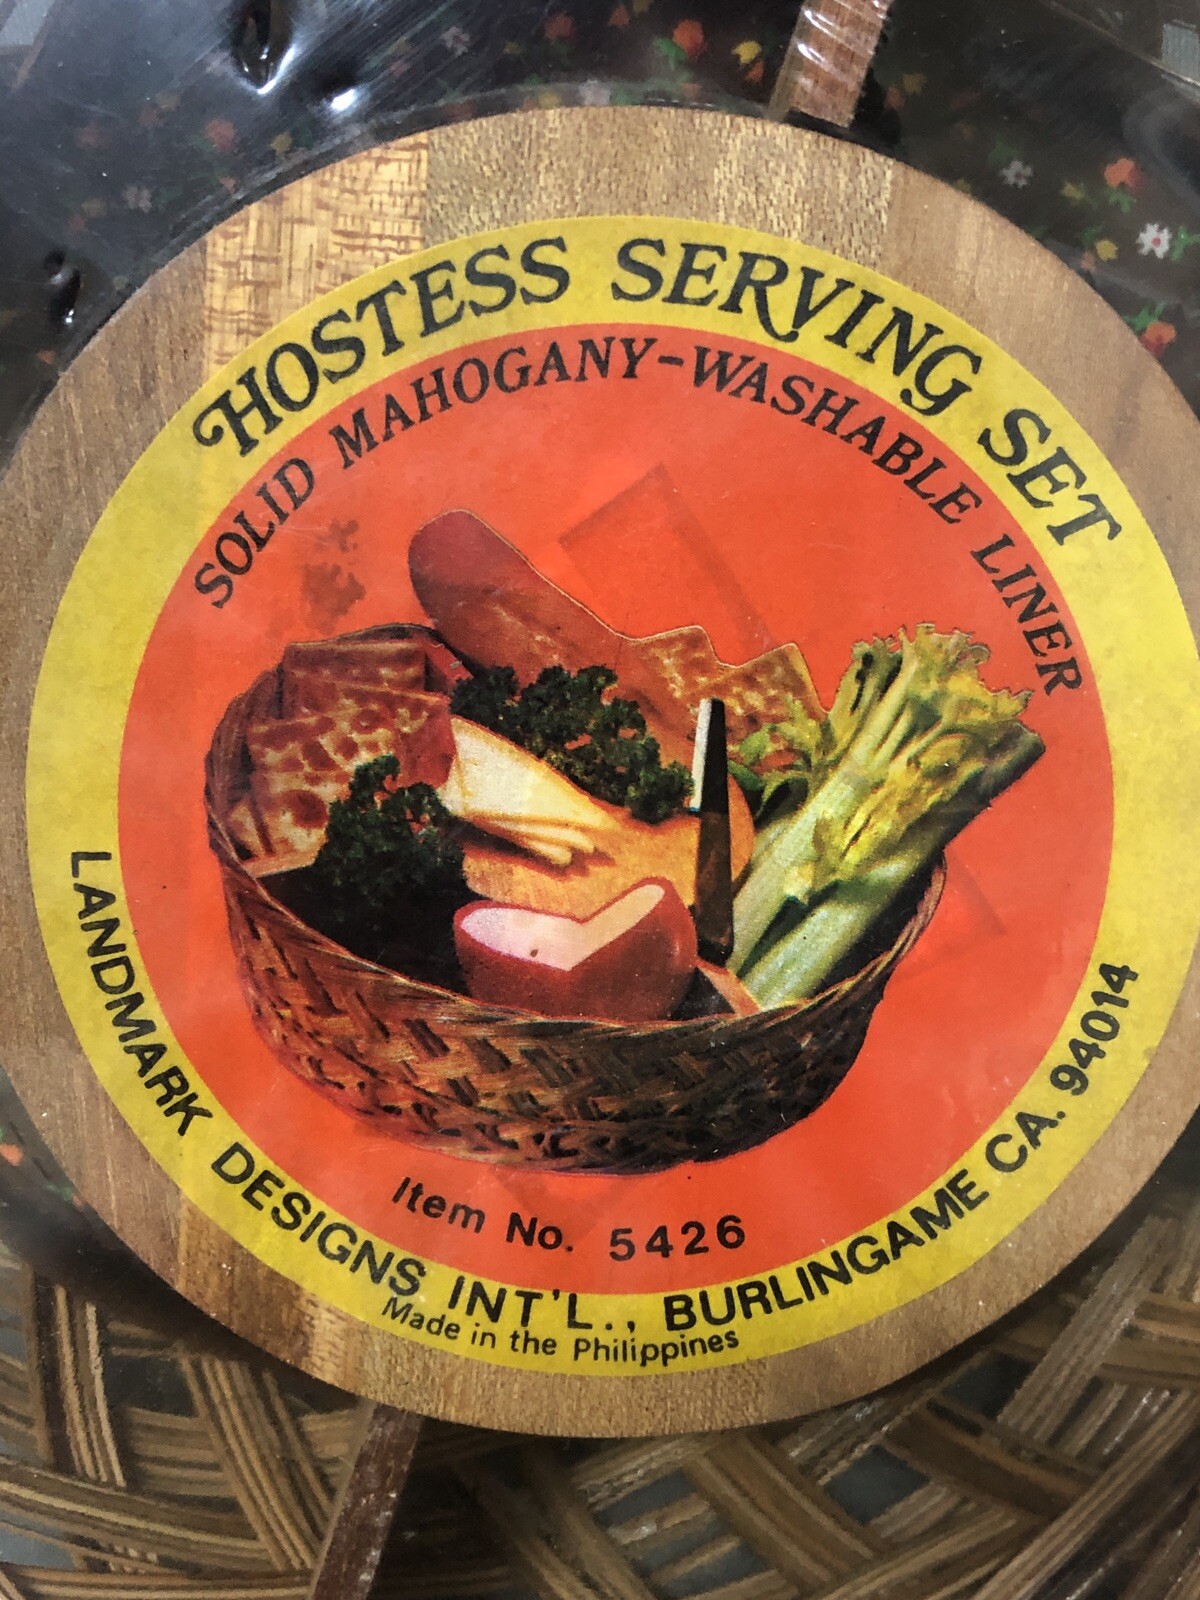 HOSTESS SERVING SET
SOLID MAHOGANY-WASHABLE LINER
Item No. 5426
LANDMARK DESIGNS INT'L., BURLINGAME CA. 94014
Made in the Philippines